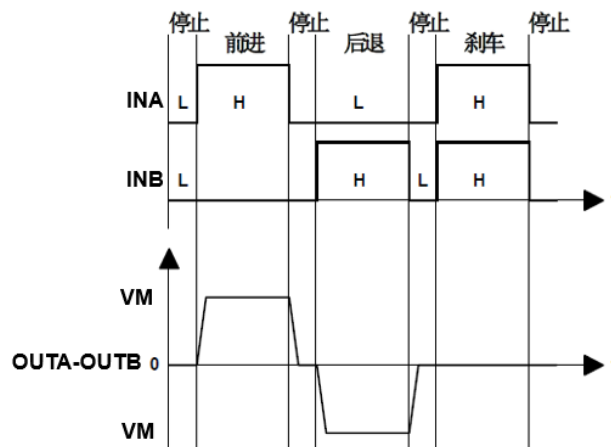 停止 停止 停止 停止
前进 后退 刹车
INA L H L H
INB L H L H
VM
OUTA-OUTB 0
VM